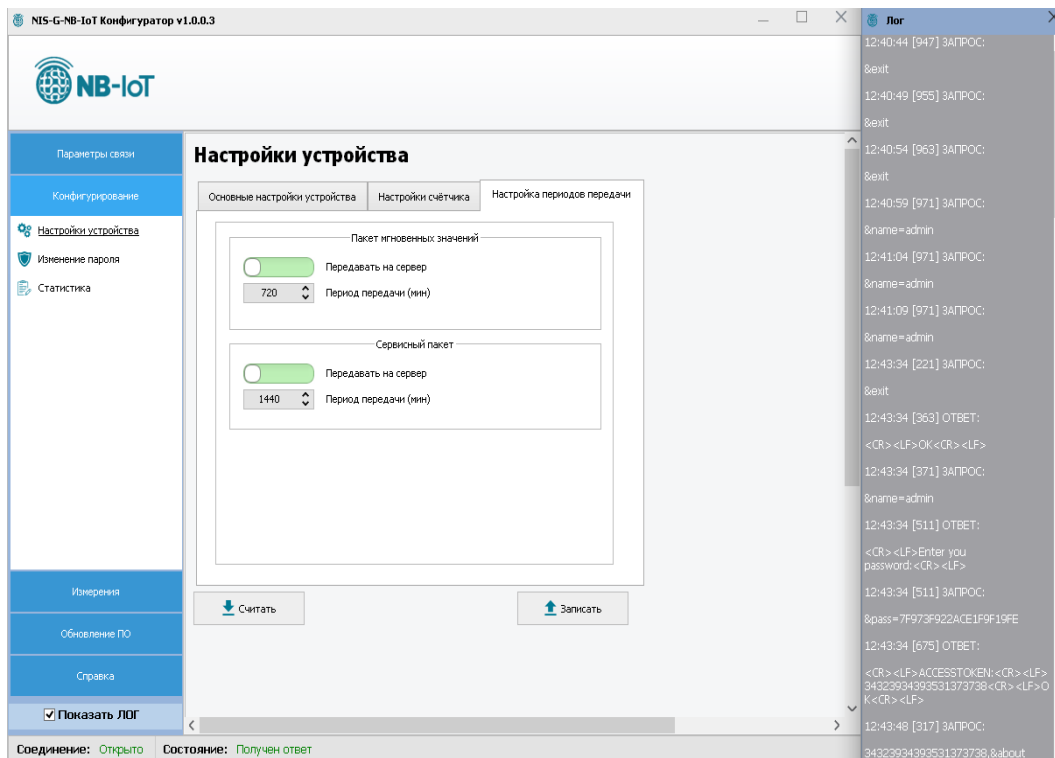 NIS-G-NB-IoT Конфигуратор v1.0.0.3
NB-IoT
Параметры связи
Конфигурирование
Настройки устройства
Изменение пароля
Статистика
Измерения
Обновление ПО
Справка
Показать ЛОГ
Настройки устройства
Основные настройки устройства
Настройки счётчика
Настройка периодов передачи
Пакет мгновенных значений
Передавать на сервер
720 Период передачи (мин)
Сервисный пакет
Передавать на сервер
1440 Период передачи (мин)
Считать
Записать
Соединение: Открыто Состояние: Получен ответ
Лог
12:40:44 [947] ЗАПРОС:
&exit
12:40:49 [955] ЗАПРОС:
&exit
12:40:54 [963] ЗАПРОС:
&exit
12:40:59 [971] ЗАПРОС:
&name=admin
12:41:04 [971] ЗАПРОС:
&name=admin
12:41:09 [971] ЗАПРОС:
&name=admin
12:43:34 [221] ЗАПРОС:
&exit
12:43:34 [363] ОТВЕТ:
<CR><LF>OK<CR><LF>
12:43:34 [371] ЗАПРОС:
&name=admin
12:43:34 [511] ОТВЕТ:
<CR><LF>Enter you
password:<CR><LF>
12:43:34 [511] ЗАПРОС:
&pass=7F973F922ACE1F9F19FE
12:43:34 [675] ОТВЕТ:
<CR><LF>ACCESSTOKEN:<CR><LF>
34323934393531373738<CR><LF>O
K<CR><LF>
12:43:48 [317] ЗАПРОС:
34323934393531373738,&about